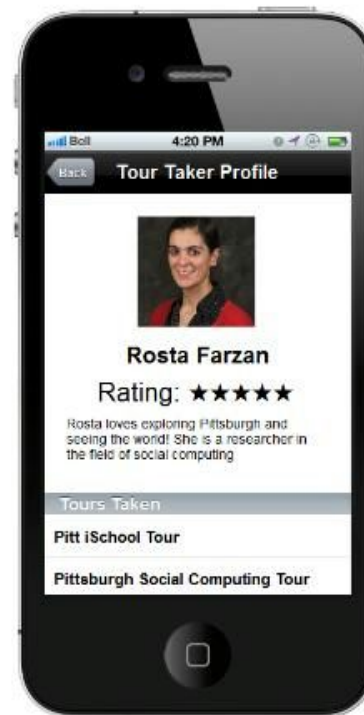 Bell 4:20 PM
Back Tour Taker Profile
Rosta Farzan
Rating: ★★★★★
Rosta loves exploring Pittsburgh and
seeing the world! She is a researcher in
the field of social computing
Tours Taken
Pitt iSchool Tour
Pittsburgh Social Computing Tour